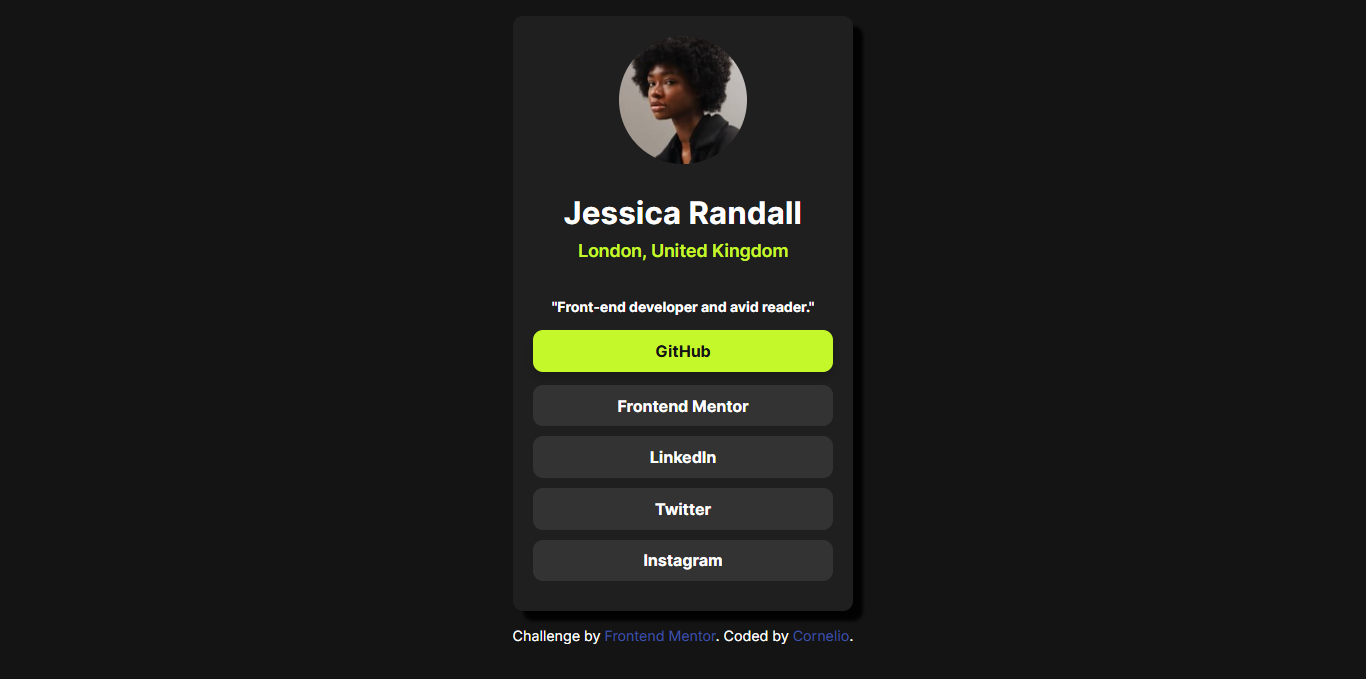 Jessica Randall
London, United Kingdom
"Front-end developer and avid reader."
GitHub
Frontend Mentor
LinkedIn
Twitter
Instagram
Challenge by Frontend Mentor. Coded by Cornelio.